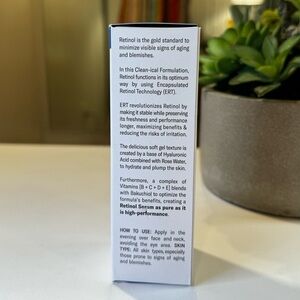 Retinol is the gold standard to
minimize visible signs of aging
and blemishes.
In this Clean-ical Formulation,
Retinol functions in its optimum
way by using Encapsulated
Retinol Technology (ERT).
ERT revolutionizes Retinol by
making it stable while preserving
its freshness and performance
longer, maximizing benefits &
reducing the risks of irritation.
The delicious soft gel texture is
created by a base of Hyaluronic
Acid combined with Rose Water,
to hydrate and plump the skin.
Furthermore, a complex of
Vitamins (B + C + D + E) blends
with Bakuchiol to optimize the
formula's benefits, creating a
Retinol Serum as pure as it
is high-performance.
HOW TO USE: Apply in the
evening over face and neck,
avoiding the eye area. SKIN
TYPE: All skin types, especially
those prone to signs of aging
and blemishes.